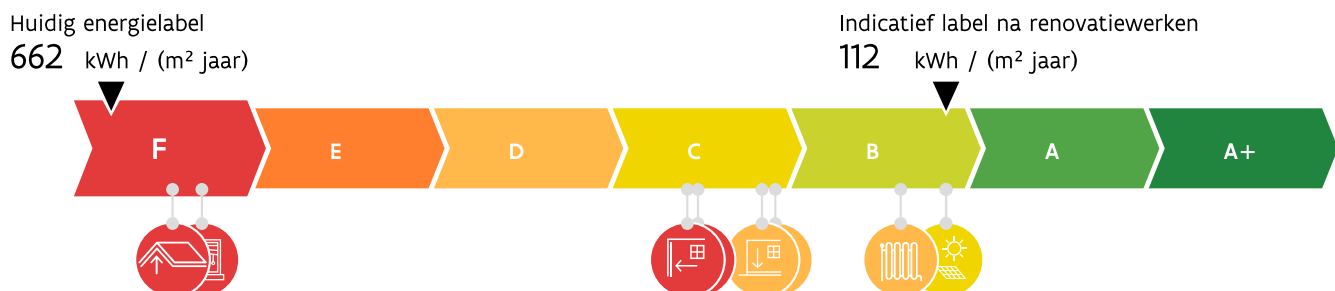 Huidig energielabel
662 kWh / (m² jaar)
Indicatief label na renovatiewerken
112 kWh / (m² jaar)
F E D C B A A+